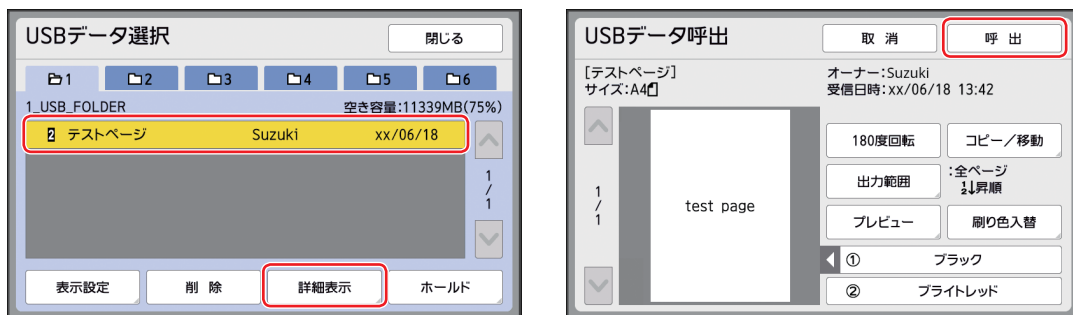 USBデータ選択
閉じる
1
2
3
4
5
6
1_USB_FOLDER
空き容量:11339MB(75%)
2 テストページ Suzuki xx/06/18
1
/
1
表示設定
削 除
詳細表示
ホールド
USBデータ呼出
取 消
呼 出
[テストページ]
サイズ:A4
オーナー:Suzuki
受信日時:xx/06/18 13:42
1
/
1
test page
180度回転
コピー／移動
出力範囲
:全ページ
1
2↓昇順
プレビュー
刷り色入替
① ブラック
② ブライトレッド